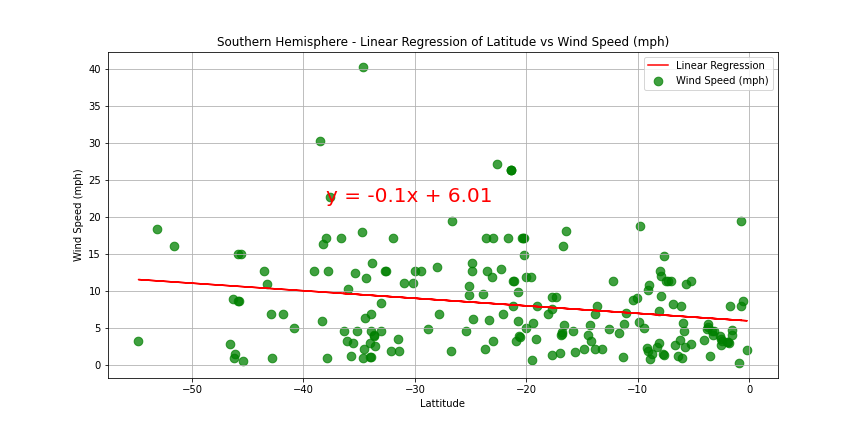 Southern Hemisphere - Linear Regression of Latitude vs Wind Speed (mph)
Linear Regression
Wind Speed (mph)
y = -0.1x + 6.01
Wind Speed (mph)
40
35
30
25
20
15
10
5
0
−50
−40
−30
−20
−10
0
Lattitude